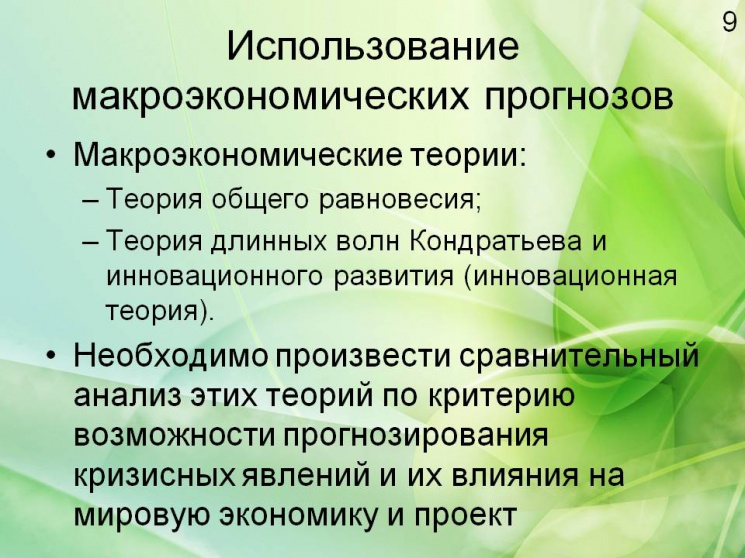 9
Использование
макроэкономических прогнозов
• Макроэкономические теории:
– Теория общего равновесия;
– Теория длинных волн Кондратьева и
инновационного развития (инновационная
теория).
• Необходимо произвести сравнительный
анализ этих теорий по критерию
возможности прогнозирования
кризисных явлений и их влияния на
мировую экономику и проект